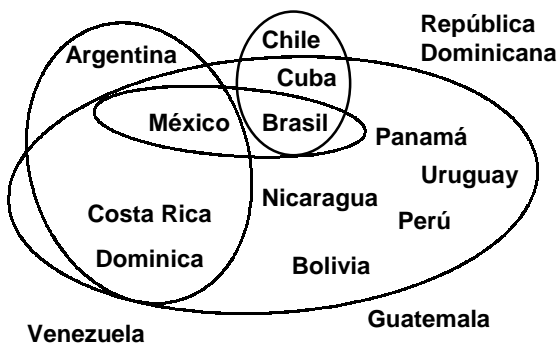 Chile
República
Dominicana
Argentina
Cuba
México
Brasil
Panamá
Uruguay
Nicaragua
Costa Rica
Perú
Dominica
Bolivia
Guatemala
Venezuela